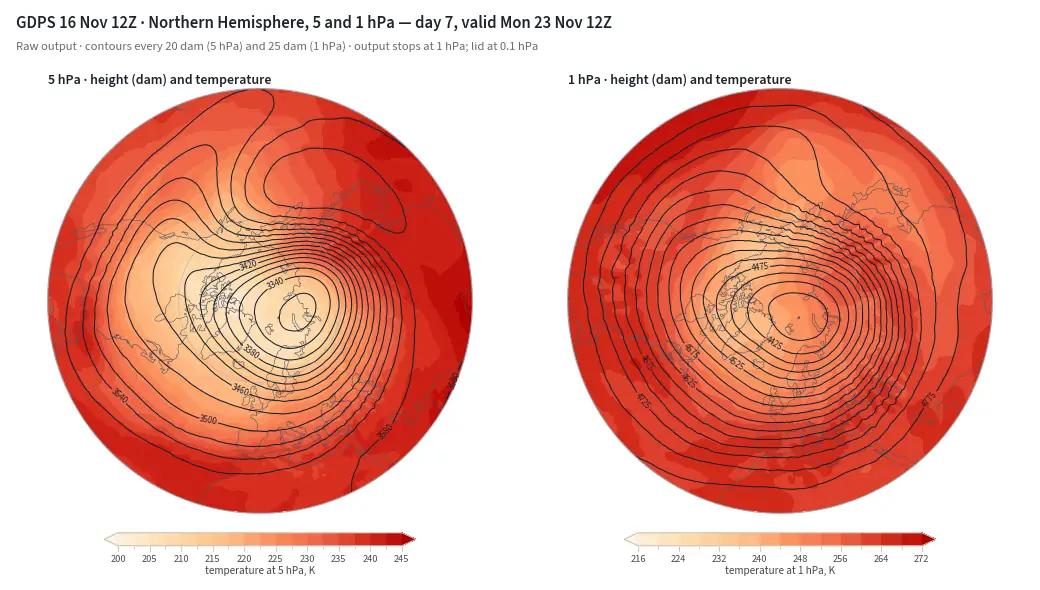 GDPS 16 Nov 12Z · Northern Hemisphere, 5 and 1 hPa — day 7, valid Mon 23 Nov 12Z
Raw output · contours every 20 dam (5 hPa) and 25 dam (1 hPa) · output stops at 1 hPa; lid at 0.1 hPa
5 hPa · height (dam) and temperature
3420
3340
3380
3460
3500
3540
3580
200 205 210 215 220 225 230 235 240 245
temperature at 5 hPa, K
1 hPa · height (dam) and temperature
4475
4425
4525
4575
4625
4675
4725
4775
216 224 232 240 248 256 264 272
temperature at 1 hPa, K